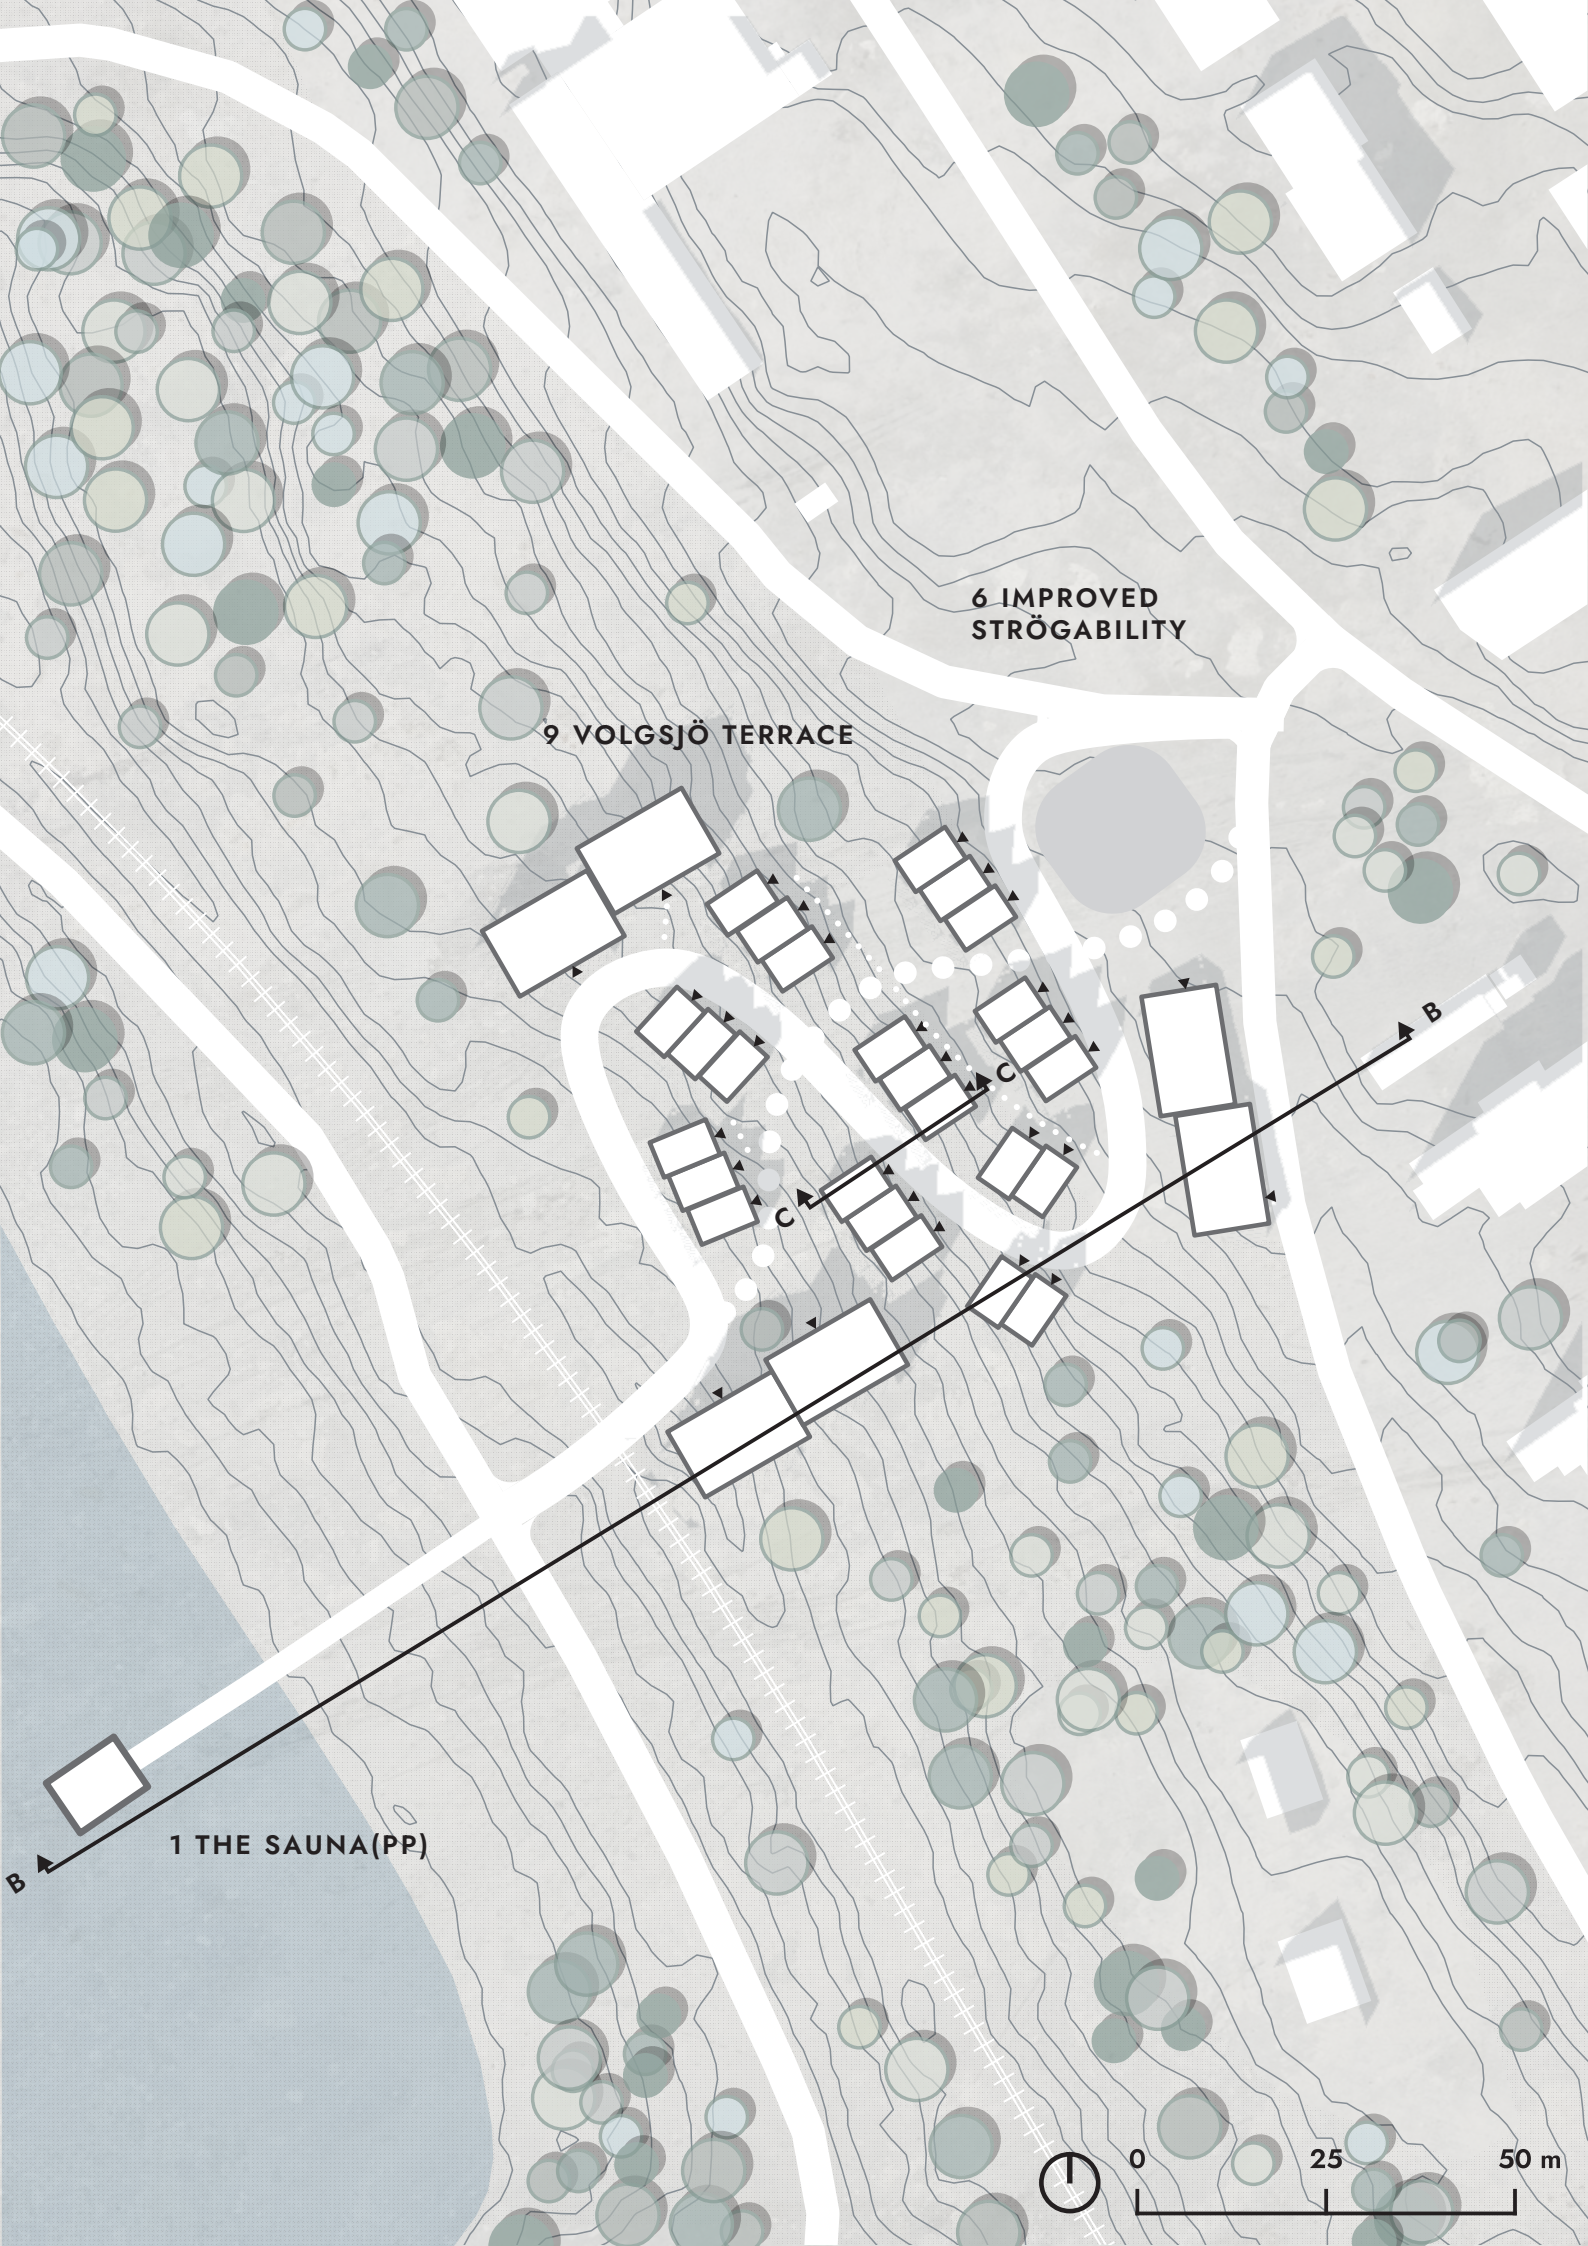 6 IMPROVED
STRÖGABILITY
9 VOLGSJÖ TERRACE
B
C
C
1 THE SAUNA(PP)
B
0 25 50 m